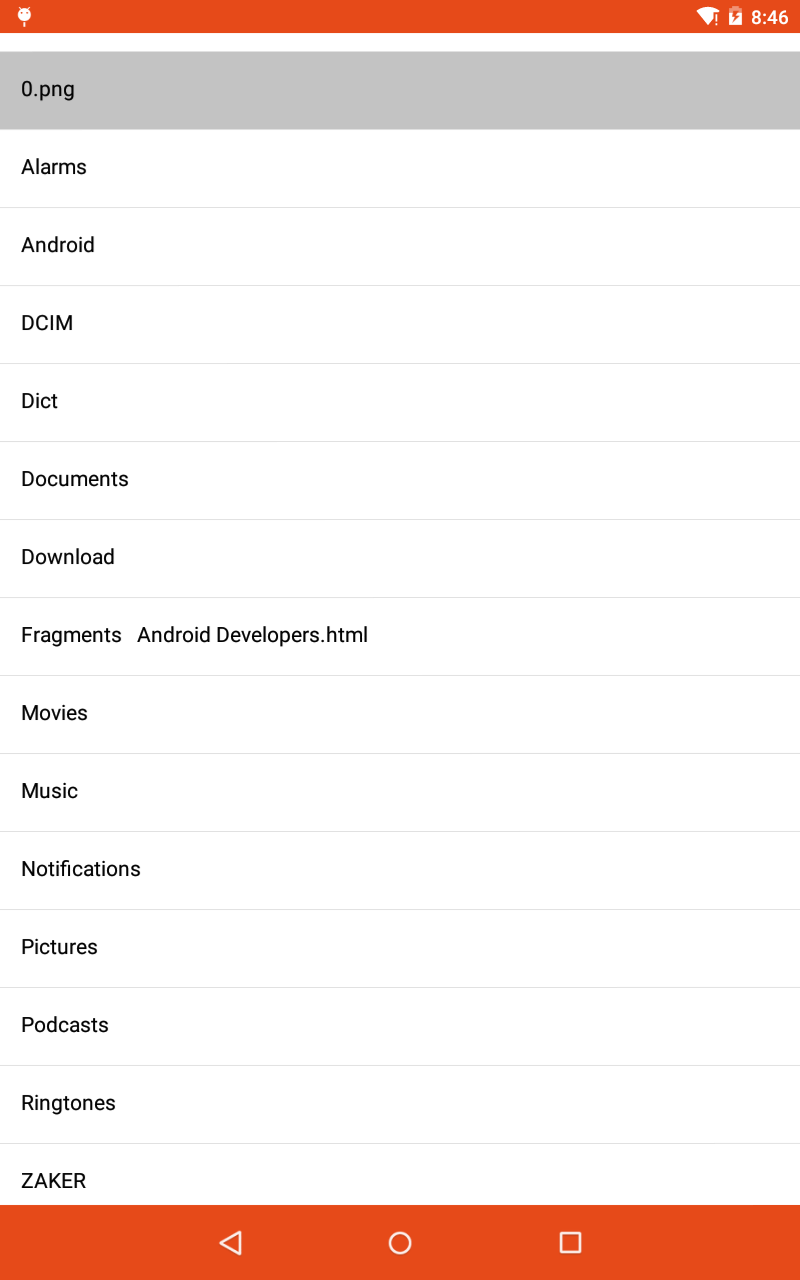 8:46
0.png
Alarms
Android
DCIM
Dict
Documents
Download
Fragments   Android Developers.html
Movies
Music
Notifications
Pictures
Podcasts
Ringtones
ZAKER